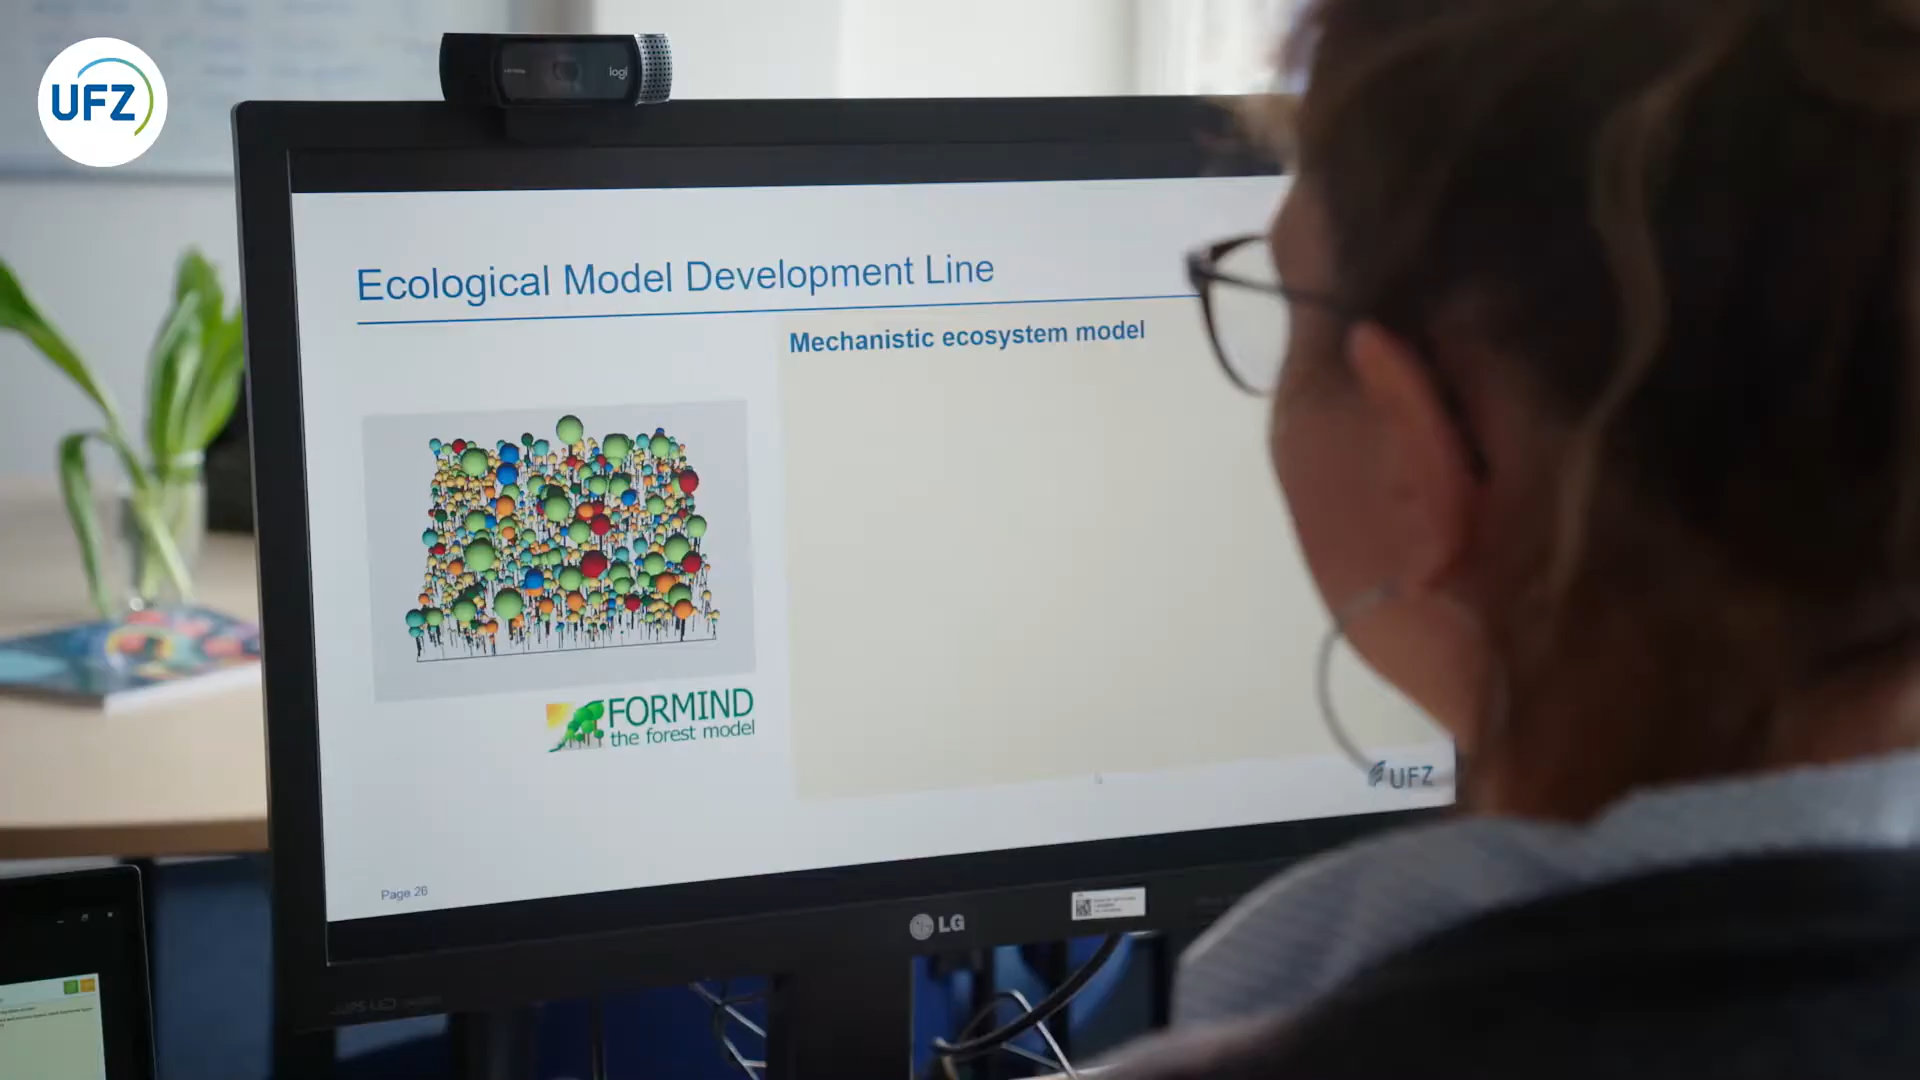 UFZ
logi
Ecological Model Development Line
Mechanistic ecosystem model
FORMIND
the forest model
UFZ
Page 26
LG